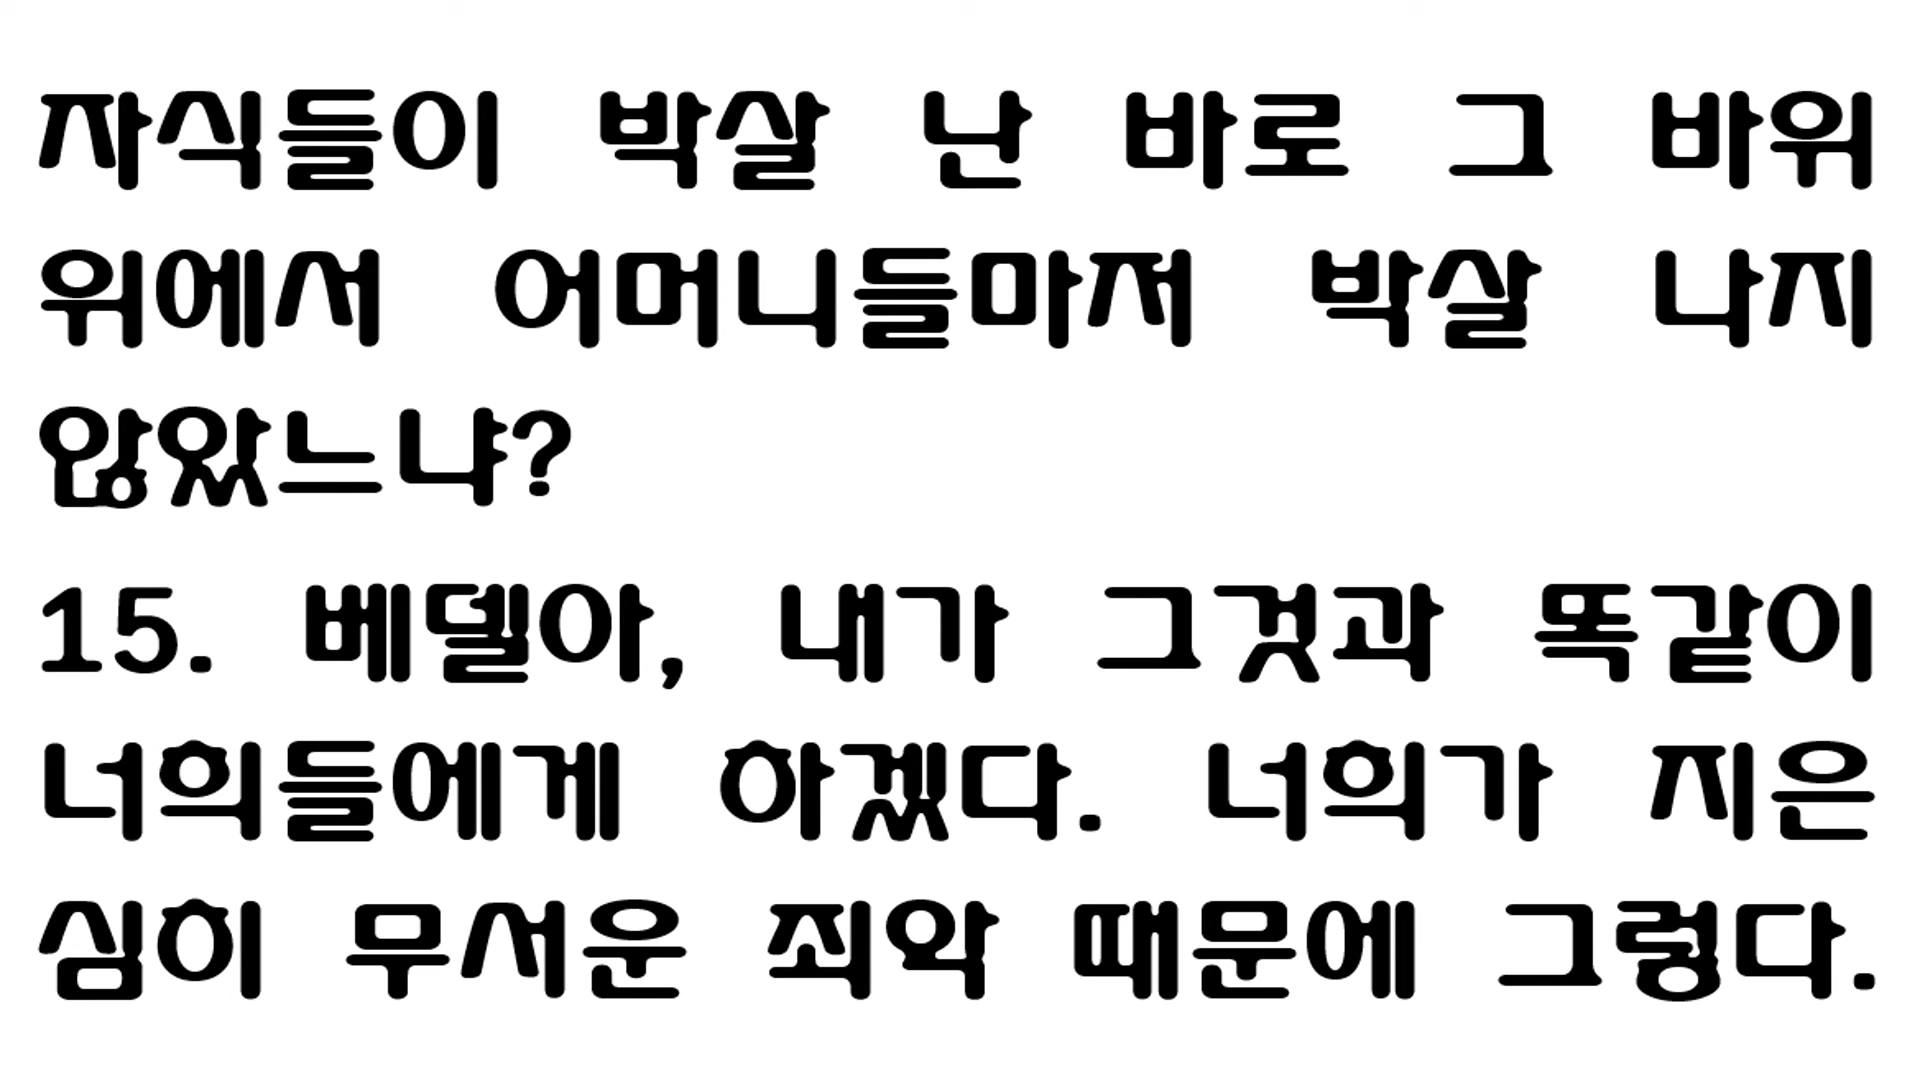 자식들이 박살 난 바로 그 바위
위에서 어머니들마저 박살 나지
않았느냐?
15. 베델아, 내가 그것과 똑같이
너희들에게 하겠다. 너희가 지은
심히 무서운 죄악 때문에 그렇다.